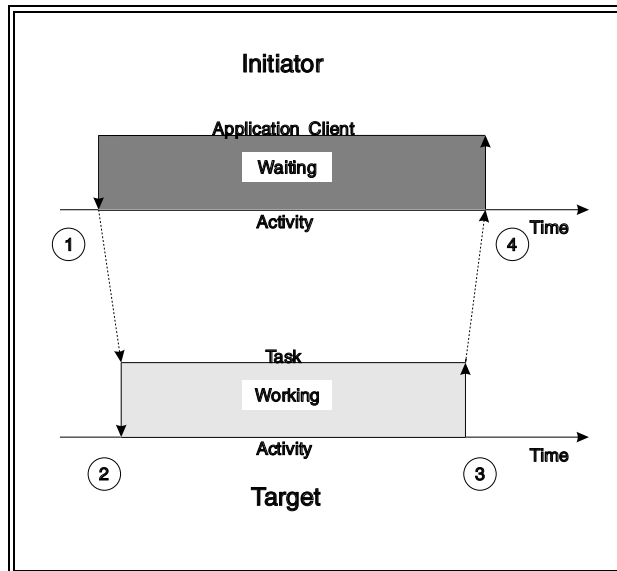 Initiator
Application Client
Waiting
Activity
Time
1
4
Task
Working
Activity
Time
2
3
Target